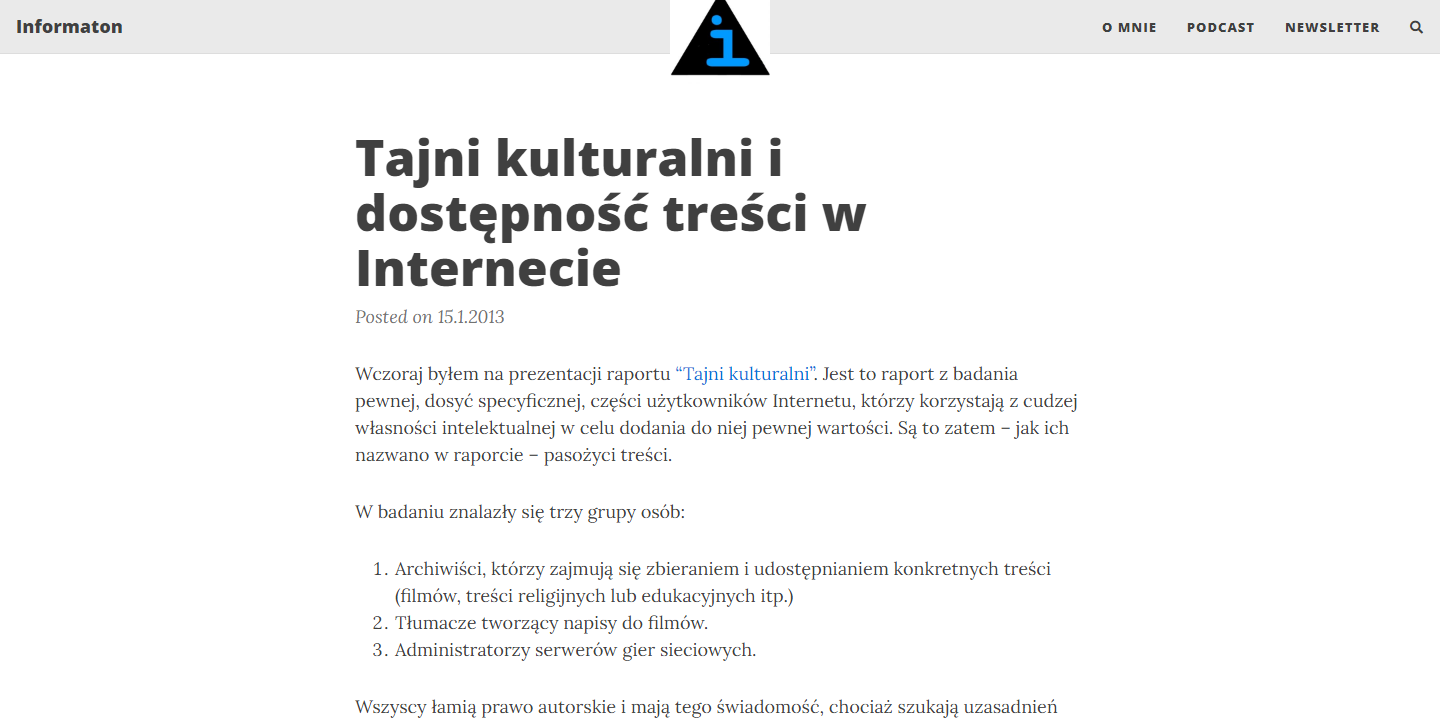 Informaton
i
O MNIE
PODCAST
NEWSLETTER
Tajni kulturalni i
dostępność treści w
Internecie
Posted on 15.1.2013
Wczoraj byłem na prezentacji raportu “Tajni kulturalni”. Jest to raport z badania
pewnej, dosyć specyficznej, części użytkowników Internetu, którzy korzystają z cudzej
własności intelektualnej w celu dodania do niej pewnej wartości. Są to zatem – jak ich
nazwano w raporcie – pasożyci treści.
W badaniu znalazły się trzy grupy osób:
1. Archiwiści, którzy zajmują się zbieraniem i udostępnianiem konkretnych treści
(filmów, treści religijnych lub edukacyjnych itp.)
2. Tłumacze tworzący napisy do filmów.
3. Administratorzy serwerów gier sieciowych.
Wszyscy łamią prawo autorskie i mają tego świadomość, chociaż szukają uzasadnień